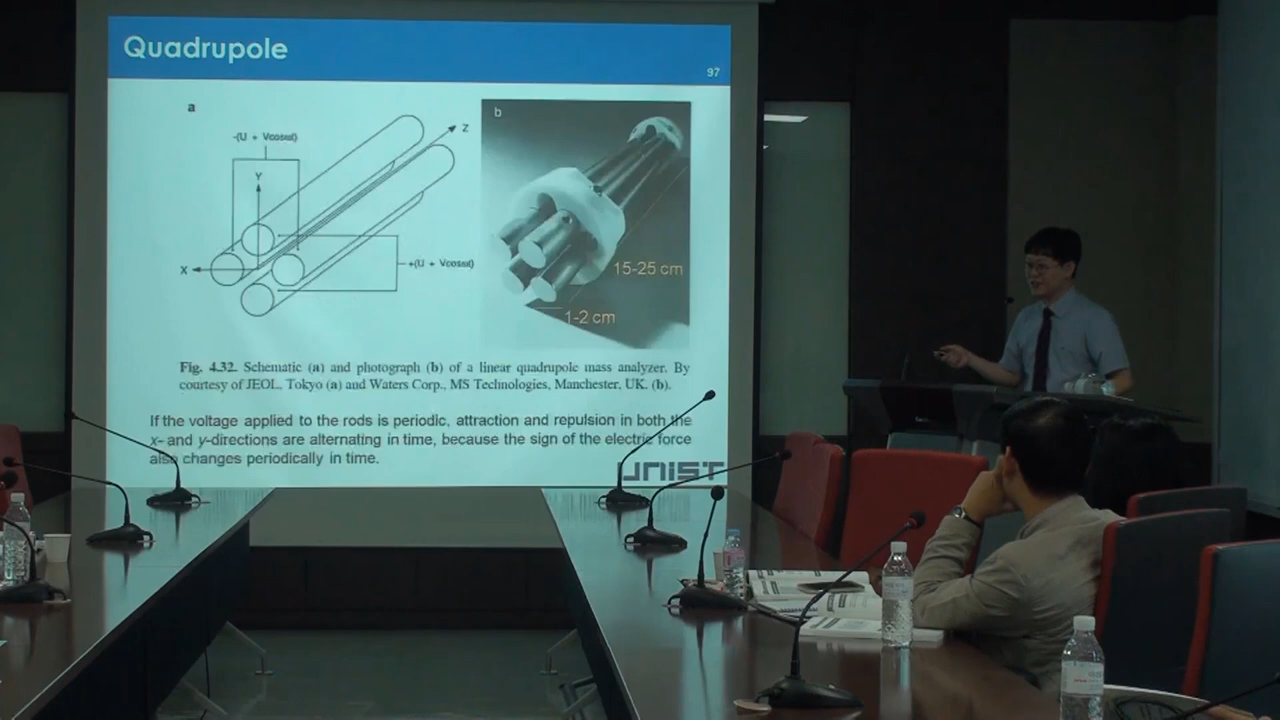 Quadrupole
97
a
b
-(U + Vcosωt)
Z
Y
X
+(U + Vcosωt)
15-25 cm
1-2 cm
Fig. 4.32. Schematic (a) and photograph (b) of a linear quadrupole mass analyzer. By
courtesy of JEOL, Tokyo (a) and Waters Corp., MS Technologies, Manchester, UK. (b).
If the voltage applied to the rods is periodic, attraction and repulsion in both the
x- and y-directions are alternating in time, because the sign of the electric force
also changes periodically in time.
UNIST